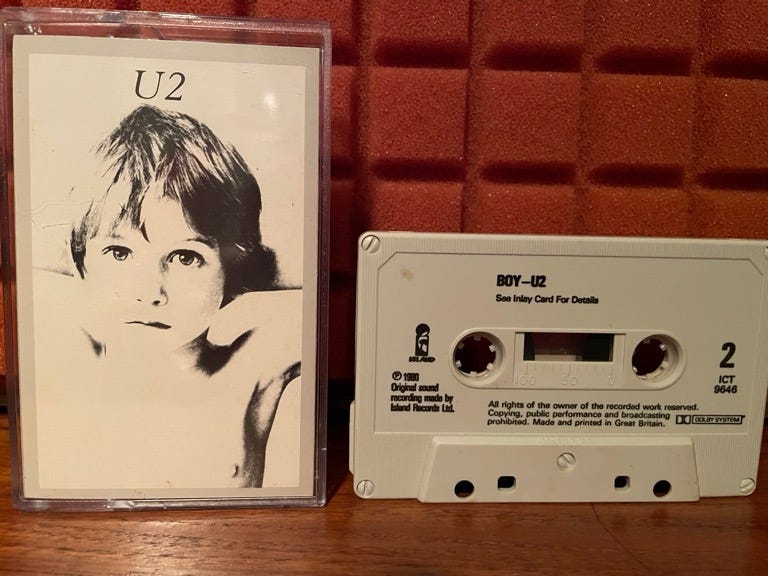 U2
BOY–U2
See Inlay Card For Details
ISLAND
℗ 1980
Original sound
recording made by
Island Records Ltd.
100 50 0
2
ICT
9646
All rights of the owner of the recorded work reserved.
Copying, public performance and broadcasting
prohibited. Made and printed in Great Britain.
DOLBY SYSTEM